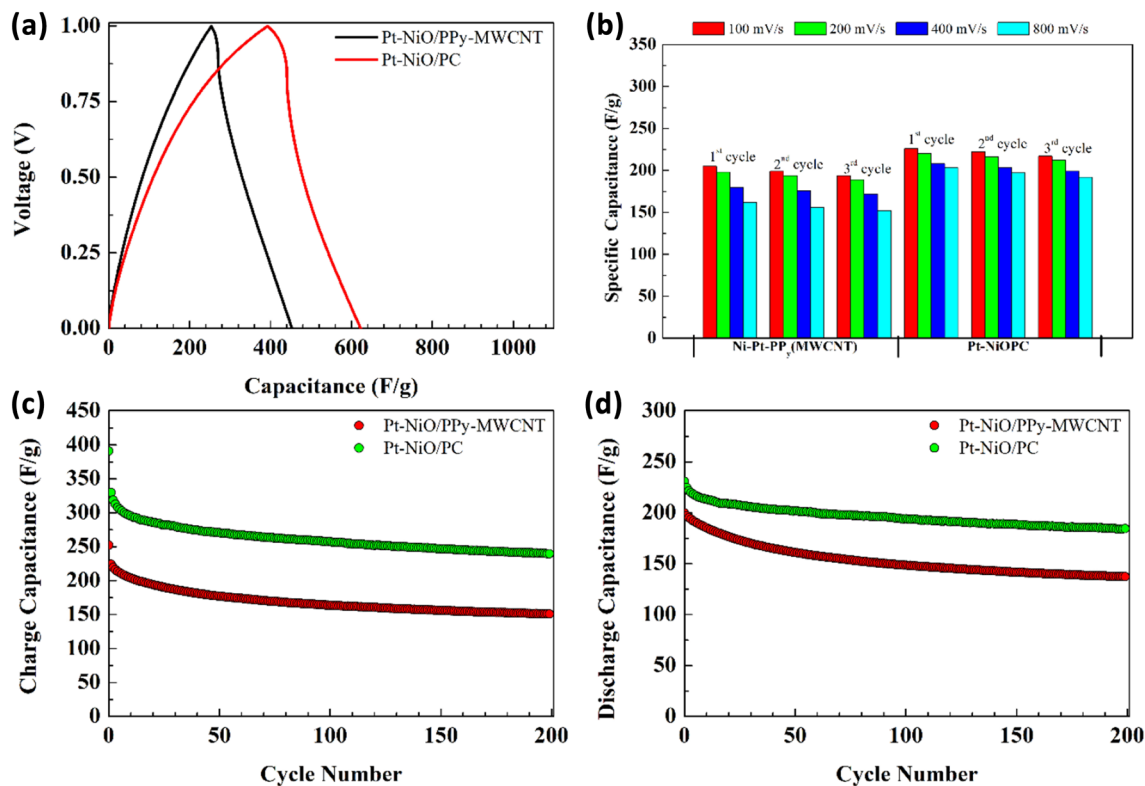 (a)
1.00
0.75
0.50
0.25
0.00
Voltage (V)
Pt-NiO/PPy-MWCNT
Pt-NiO/PC
0 200 400 600 800 1000
Capacitance (F/g)
(b)
100 mV/s 200 mV/s 400 mV/s 800 mV/s
350
300
250
200
150
100
50
0
Specific Capacitance (F/g)
1st cycle 2nd cycle 3rd cycle 1st cycle 2nd cycle 3rd cycle
Ni-Pt-PPy(MWCNT) Pt-NiOPC
(c)
450
400
350
300
250
200
150
100
50
0
Charge Capacitance (F/g)
Pt-NiO/PPy-MWCNT
Pt-NiO/PC
0 50 100 150 200
Cycle Number
(d)
300
250
200
150
100
50
0
Discharge Capacitance (F/g)
Pt-NiO/PPy-MWCNT
Pt-NiO/PC
0 50 100 150 200
Cycle Number